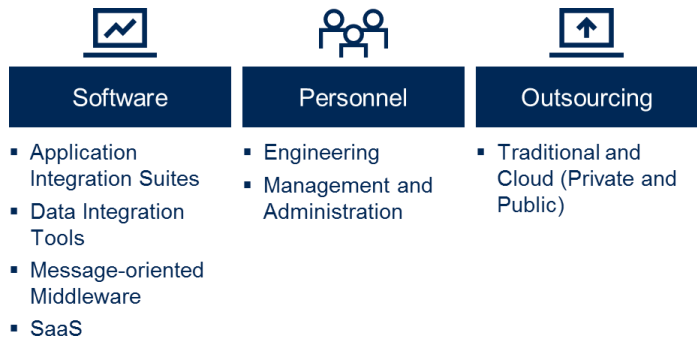 Software
▪ Application
Integration Suites
▪ Data Integration
Tools
▪ Message-oriented
Middleware
▪ SaaS
Personnel
▪ Engineering
▪ Management and
Administration
Outsourcing
▪ Traditional and
Cloud (Private and
Public)